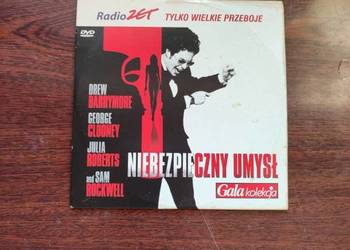 Radio ZET TYLKO WIELKIE PRZEBOJE
DVD
DREW
BARRYMORE
GEORGE
CLOONEY
JULIA
ROBERTS
and SAM
ROCKWELL
NIEBEZPIECZNY UMYSŁ
Gala kolekcja